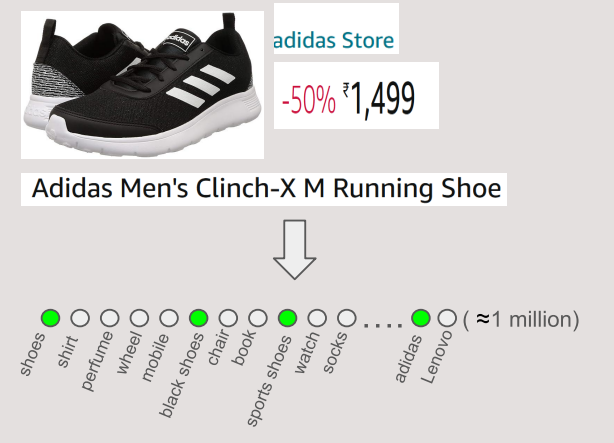 adidas
adidas Store
-50% ₹1,499
Adidas Men's Clinch-X M Running Shoe
shoes
shirt
perfume
wheel
mobile
black shoes
chair
book
sports shoes
watch
socks
....
adidas
Lenovo
( ≈1 million)